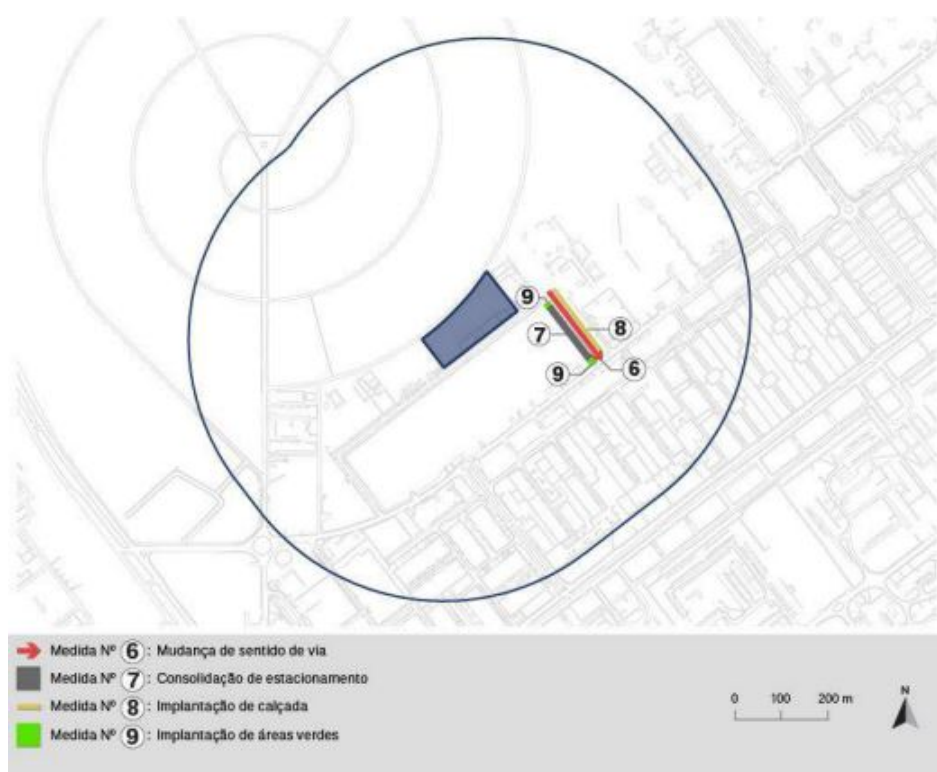 9
7
8
9
6
Medida Nº 6 : Mudança de sentido de via
Medida Nº 7 : Consolidação de estacionamento
Medida Nº 8 : Implantação de calçada
Medida Nº 9 : Implantação de áreas verdes
0 100 200 m
N